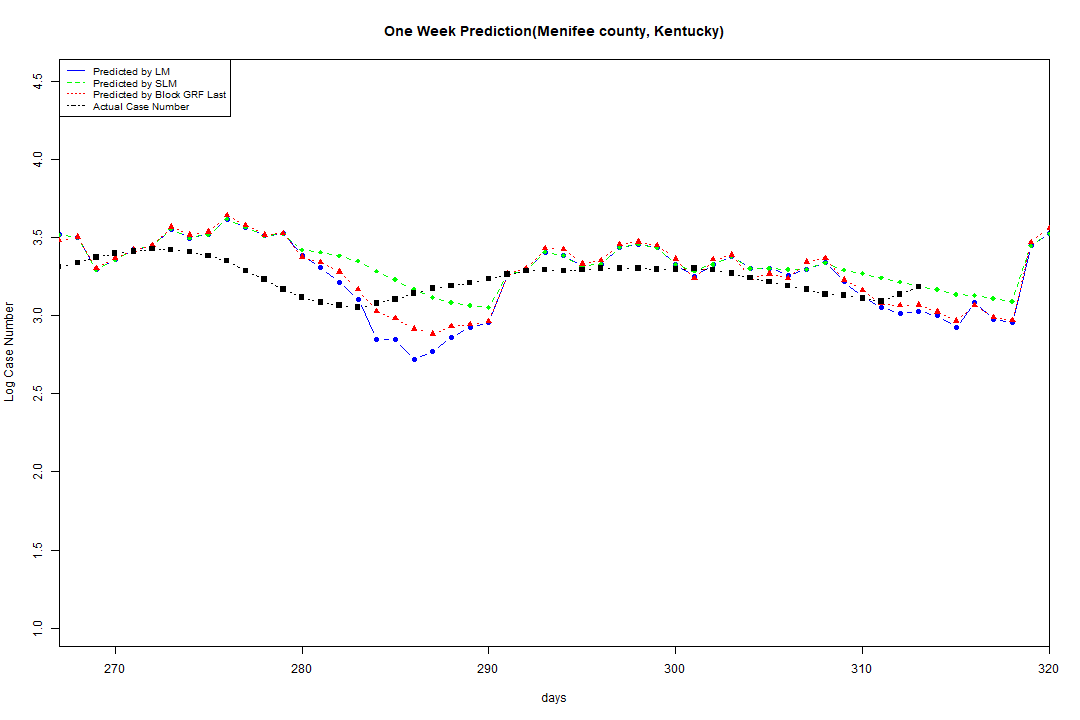 One Week Prediction(Menifee county, Kentucky)
Predicted by LM
Predicted by SLM
Predicted by Block GRF Last
Actual Case Number
4.5
4.0
3.5
3.0
2.5
2.0
1.5
1.0
Log Case Number
270 280 290 300 310 320
days